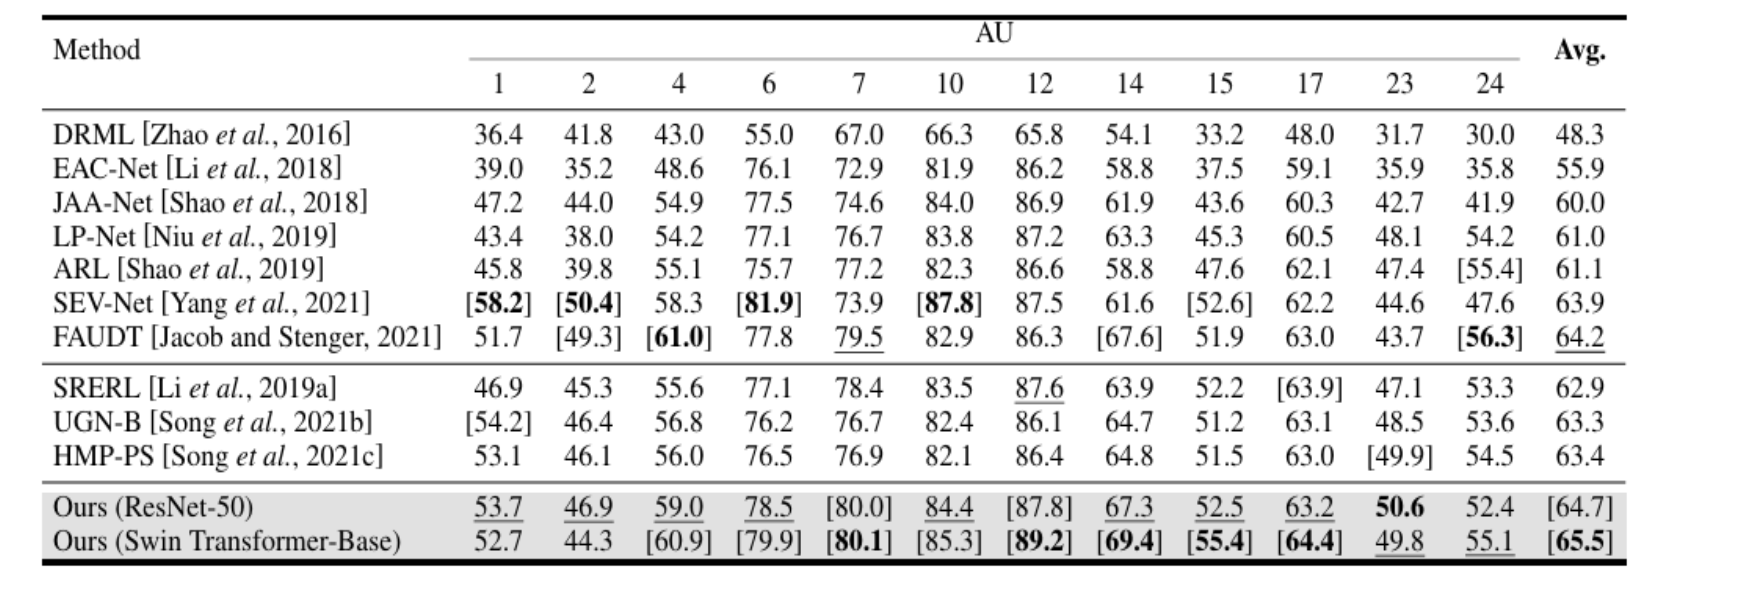 Method AU Avg.
1 2 4 6 7 10 12 14 15 17 23 24
DRML [Zhao et al., 2016] 36.4 41.8 43.0 55.0 67.0 66.3 65.8 54.1 33.2 48.0 31.7 30.0 48.3
EAC-Net [Li et al., 2018] 39.0 35.2 48.6 76.1 72.9 81.9 86.2 58.8 37.5 59.1 35.9 35.8 55.9
JAA-Net [Shao et al., 2018] 47.2 44.0 54.9 77.5 74.6 84.0 86.9 61.9 43.6 60.3 42.7 41.9 60.0
LP-Net [Niu et al., 2019] 43.4 38.0 54.2 77.1 76.7 83.8 87.2 63.3 45.3 60.5 48.1 54.2 61.0
ARL [Shao et al., 2019] 45.8 39.8 55.1 75.7 77.2 82.3 86.6 58.8 47.6 62.1 47.4 [55.4] 61.1
SEV-Net [Yang et al., 2021] [58.2] [50.4] 58.3 [81.9] 73.9 [87.8] 87.5 61.6 [52.6] 62.2 44.6 47.6 63.9
FAUDT [Jacob and Stenger, 2021] 51.7 [49.3] [61.0] 77.8 79.5 82.9 86.3 [67.6] 51.9 63.0 43.7 [56.3] 64.2
SRERL [Li et al., 2019a] 46.9 45.3 55.6 77.1 78.4 83.5 87.6 63.9 52.2 [63.9] 47.1 53.3 62.9
UGN-B [Song et al., 2021b] [54.2] 46.4 56.8 76.2 76.7 82.4 86.1 64.7 51.2 63.1 48.5 53.6 63.3
HMP-PS [Song et al., 2021c] 53.1 46.1 56.0 76.5 76.9 82.1 86.4 64.8 51.5 63.0 [49.9] 54.5 63.4
Ours (ResNet-50) 53.7 46.9 59.0 78.5 [80.0] 84.4 [87.8] 67.3 52.5 63.2 50.6 52.4 [64.7]
Ours (Swin Transformer-Base) 52.7 44.3 [60.9] [79.9] [80.1] [85.3] [89.2] [69.4] [55.4] [64.4] 49.8 55.1 [65.5]